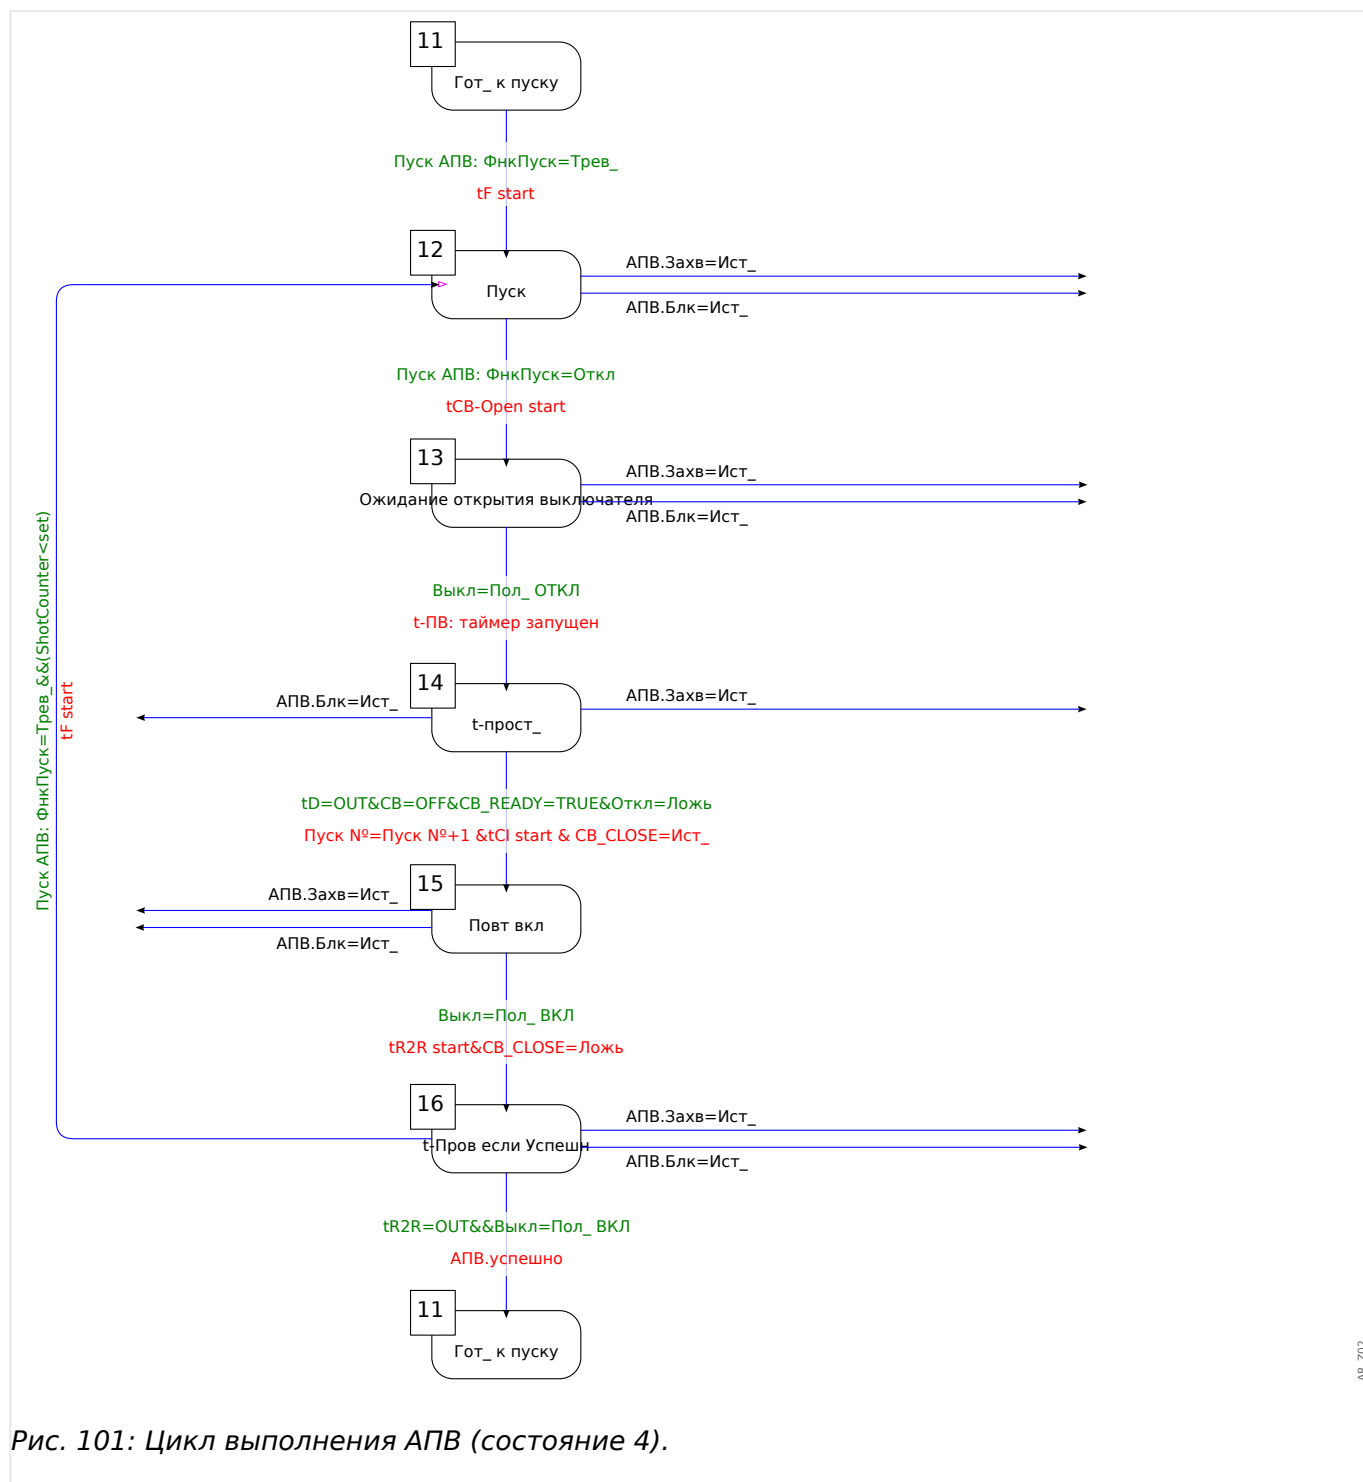 11
Гот_ к пуску
Пуск АПВ: ФнкПуск=Трев_
tF start
12
Пуск
АПВ.Захв=Ист_
АПВ.Блк=Ист_
Пуск АПВ: ФнкПуск=Откл
tCB-Open start
13
Ожидание открытия выключателя
АПВ.Захв=Ист_
АПВ.Блк=Ист_
Выкл=Пол_ ОТКЛ
t-ПВ: таймер запущен
14
t-прост_
АПВ.Блк=Ист_
АПВ.Захв=Ист_
Пуск АПВ: ФнкПуск=Трев_&&(ShotCounter<set)
tF start
tD=OUT&CB=OFF&CB_READY=TRUE&Откл=Ложь
Пуск №=Пуск №+1 &tCl start & CB_CLOSE=Ист_
15
Повт вкл
АПВ.Захв=Ист_
АПВ.Блк=Ист_
Выкл=Пол_ ВКЛ
tR2R start&CB_CLOSE=Ложь
16
t-Пров если Успешн
АПВ.Захв=Ист_
АПВ.Блк=Ист_
tR2R=OUT&&Выкл=Пол_ ВКЛ
АПВ.успешно
11
Гот_ к пуску
AR_Z02
Рис. 101: Цикл выполнения АПВ (состояние 4).